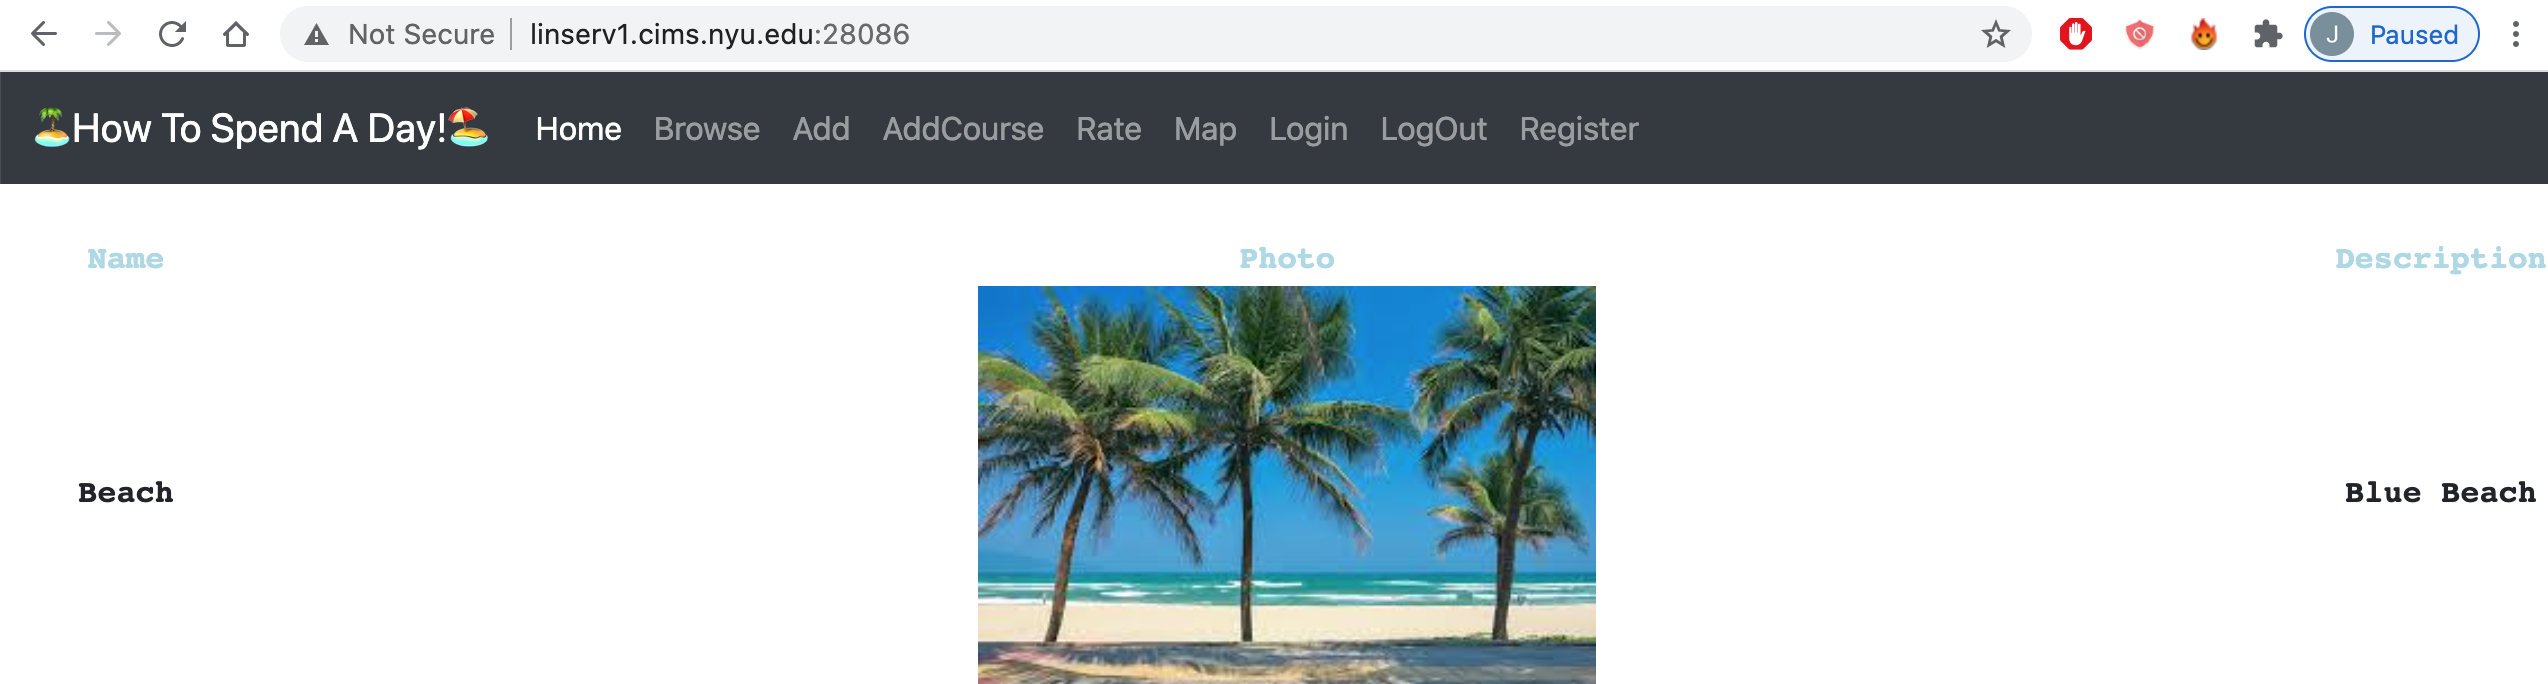 Not Secure linserv1.cims.nyu.edu:28086 J Paused
🏝️How To Spend A Day!🏖️ Home Browse Add AddCourse Rate Map Login LogOut Register
Name Photo Description
Beach Blue Beach